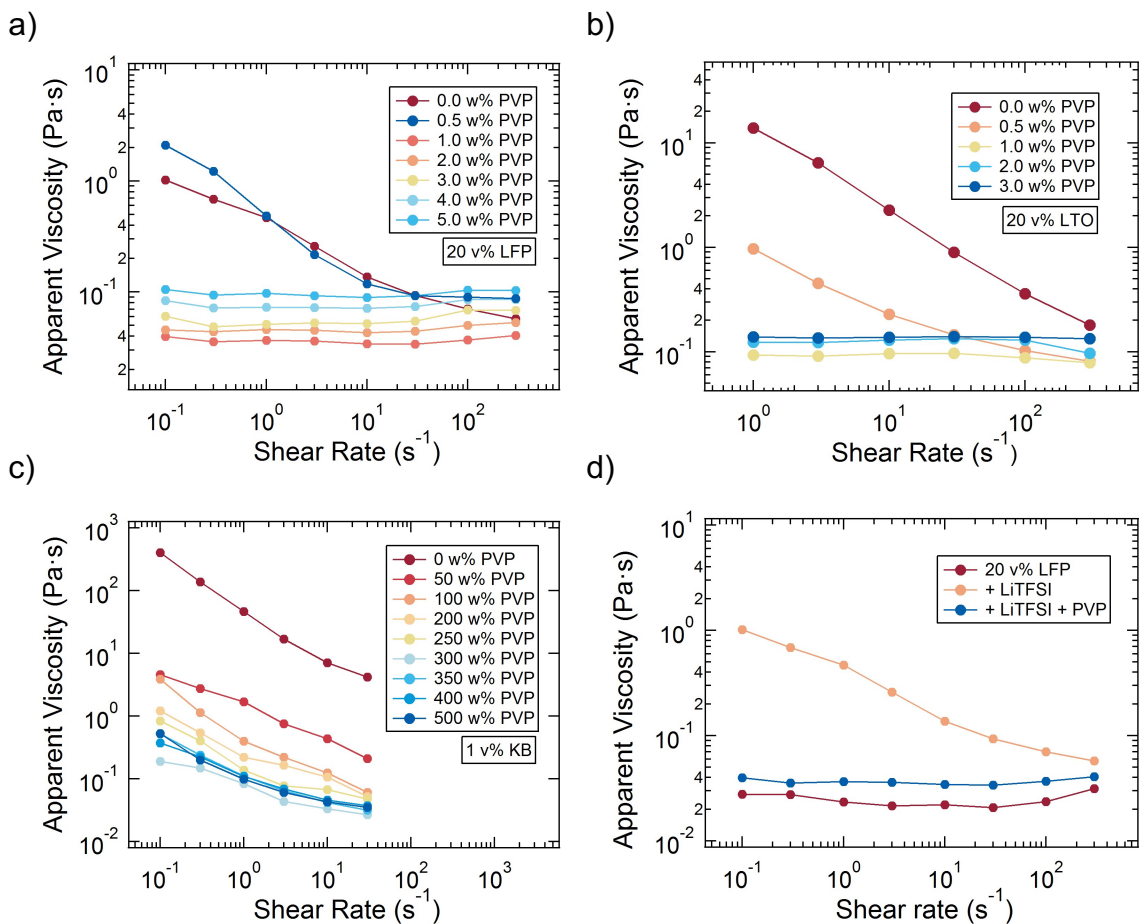 a)
Apparent Viscosity (Pa·s)
10^1
4
2
10^0
4
2
10^-1
4
2
0.0 w% PVP
0.5 w% PVP
1.0 w% PVP
2.0 w% PVP
3.0 w% PVP
4.0 w% PVP
5.0 w% PVP
20 v% LFP
10^-1
10^0
10^1
10^2
Shear Rate (s^-1)
b)
Apparent Viscosity (Pa·s)
4
2
10^1
4
2
10^0
4
2
10^-1
4
0.0 w% PVP
0.5 w% PVP
1.0 w% PVP
2.0 w% PVP
3.0 w% PVP
20 v% LTO
10^0
10^1
10^2
Shear Rate (s^-1)
c)
Apparent Viscosity (Pa·s)
10^3
10^2
10^1
10^0
10^-1
10^-2
0 w% PVP
50 w% PVP
100 w% PVP
200 w% PVP
250 w% PVP
300 w% PVP
350 w% PVP
400 w% PVP
500 w% PVP
1 v% KB
10^-1
10^0
10^1
10^2
10^3
Shear Rate (s^-1)
d)
Apparent Viscosity (Pa·s)
10^1
4
2
10^0
4
2
10^-1
4
2
10^-2
20 v% LFP
+ LiTFSI
+ LiTFSI + PVP
10^-1
10^0
10^1
10^2
Shear rate (s^-1)